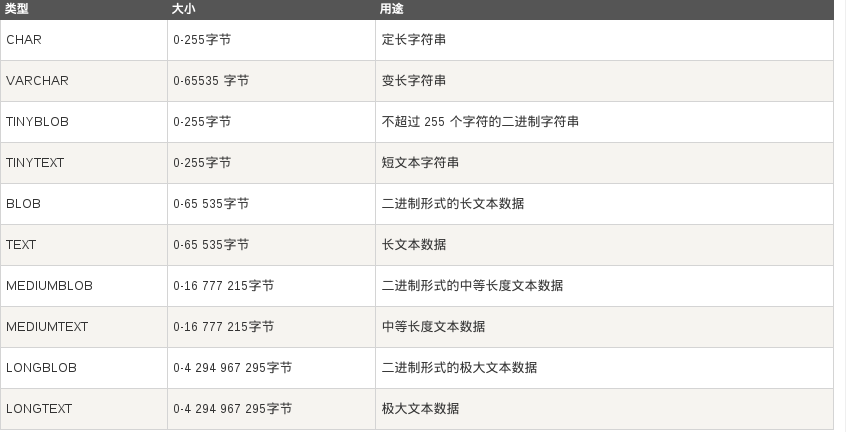 类型 大小 用途
CHAR 0-255字节 定长字符串
VARCHAR 0-65535 字节 变长字符串
TINYBLOB 0-255字节 不超过 255 个字符的二进制字符串
TINYTEXT 0-255字节 短文本字符串
BLOB 0-65 535字节 二进制形式的长文本数据
TEXT 0-65 535字节 长文本数据
MEDIUMBLOB 0-16 777 215字节 二进制形式的中等长度文本数据
MEDIUMTEXT 0-16 777 215字节 中等长度文本数据
LONGBLOB 0-4 294 967 295字节 二进制形式的极大文本数据
LONGTEXT 0-4 294 967 295字节 极大文本数据